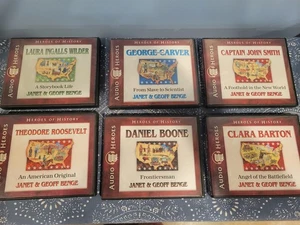 HEROES OF HISTORY
LAURA INGALLS WILDER
A Storybook Life
JANET & GEOFF BENGE
AUDIO HEROES
HEROES OF HISTORY
GEORGE CARVER
From Slave to Scientist
JANET & GEOFF BENGE
AUDIO HEROES
HEROES OF HISTORY
CAPTAIN JOHN SMITH
A Foothold in the New World
JANET & GEOFF BENGE
AUDIO HEROES
HEROES OF HISTORY
THEODORE ROOSEVELT
An American Original
JANET & GEOFF BENGE
AUDIO HEROES
HEROES OF HISTORY
DANIEL BOONE
Frontiersman
JANET & GEOFF BENGE
AUDIO HEROES
HEROES OF HISTORY
CLARA BARTON
Angel of the Battlefield
JANET & GEOFF BENGE
AUDIO HEROES